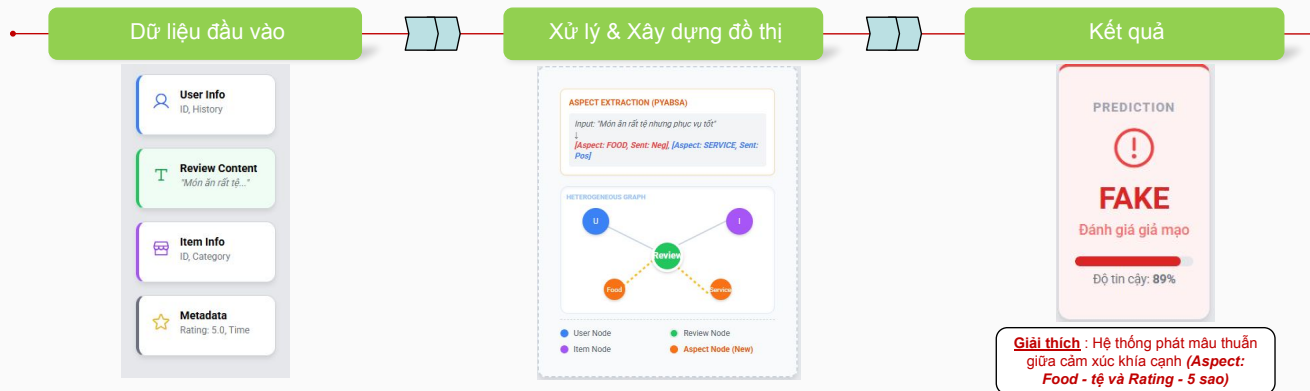 Dữ liệu đầu vào
Xử lý & Xây dựng đồ thị
Kết quả
User Info
ID, History
T
Review Content
"Món ăn rất tệ..."
Item Info
ID, Category
Metadata
Rating: 5.0, Time
ASPECT EXTRACTION (PYABSA)
Input: "Món ăn rất tệ nhưng phục vụ tốt"
↓
[Aspect: FOOD, Sent: Neg], [Aspect: SERVICE, Sent:
Pos]
HETEROGENEOUS GRAPH
U
I
Review
Food
Service
User Node
Review Node
Item Node
Aspect Node (New)
PREDICTION
!
FAKE
Đánh giá giả mạo
Độ tin cậy: 89%
Giải thích : Hệ thống phát mâu thuẫn
giữa cảm xúc khía cạnh (Aspect:
Food - tệ và Rating - 5 sao)